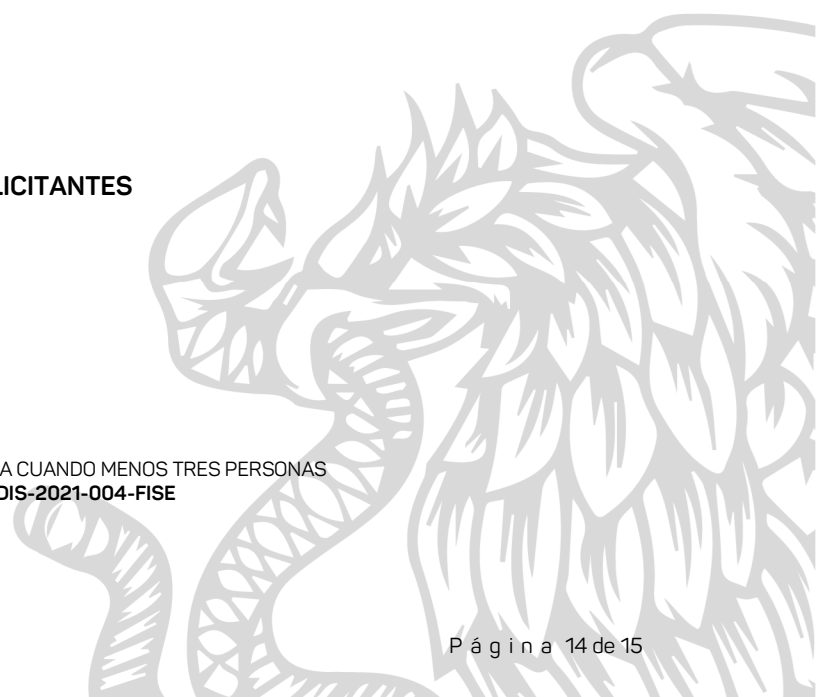 LICITANTES
A CUANDO MENOS TRES PERSONAS
DIS-2021-004-FISE
P á g i n a 14 de 15